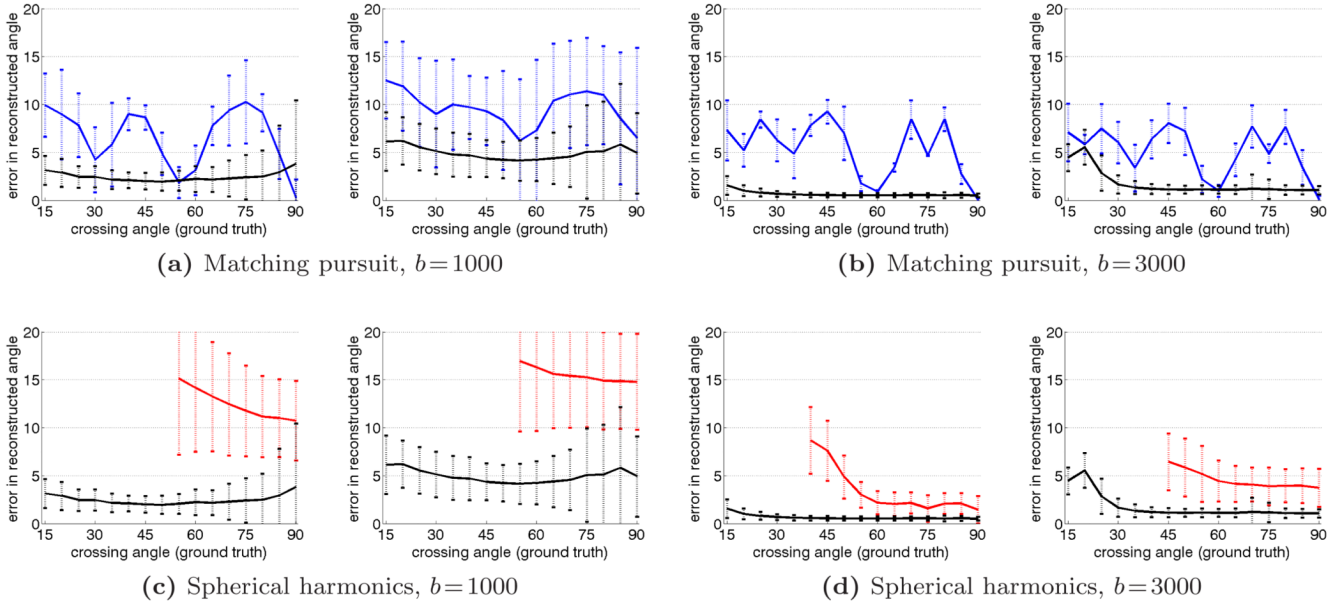 error in reconstructed angle
20
15
10
5
0
15 30 45 60 75 90
crossing angle (ground truth)
error in reconstructed angle
20
15
10
5
0
15 30 45 60 75 90
crossing angle (ground truth)
(a) Matching pursuit, b=1000
error in reconstructed angle
20
15
10
5
0
15 30 45 60 75 90
crossing angle (ground truth)
error in reconstructed angle
20
15
10
5
0
15 30 45 60 75 90
crossing angle (ground truth)
(b) Matching pursuit, b=3000
error in reconstructed angle
20
15
10
5
0
15 30 45 60 75 90
crossing angle (ground truth)
error in reconstructed angle
20
15
10
5
0
15 30 45 60 75 90
crossing angle (ground truth)
(c) Spherical harmonics, b=1000
error in reconstructed angle
20
15
10
5
0
15 30 45 60 75 90
crossing angle (ground truth)
error in reconstructed angle
20
15
10
5
0
15 30 45 60 75 90
crossing angle (ground truth)
(d) Spherical harmonics, b=3000